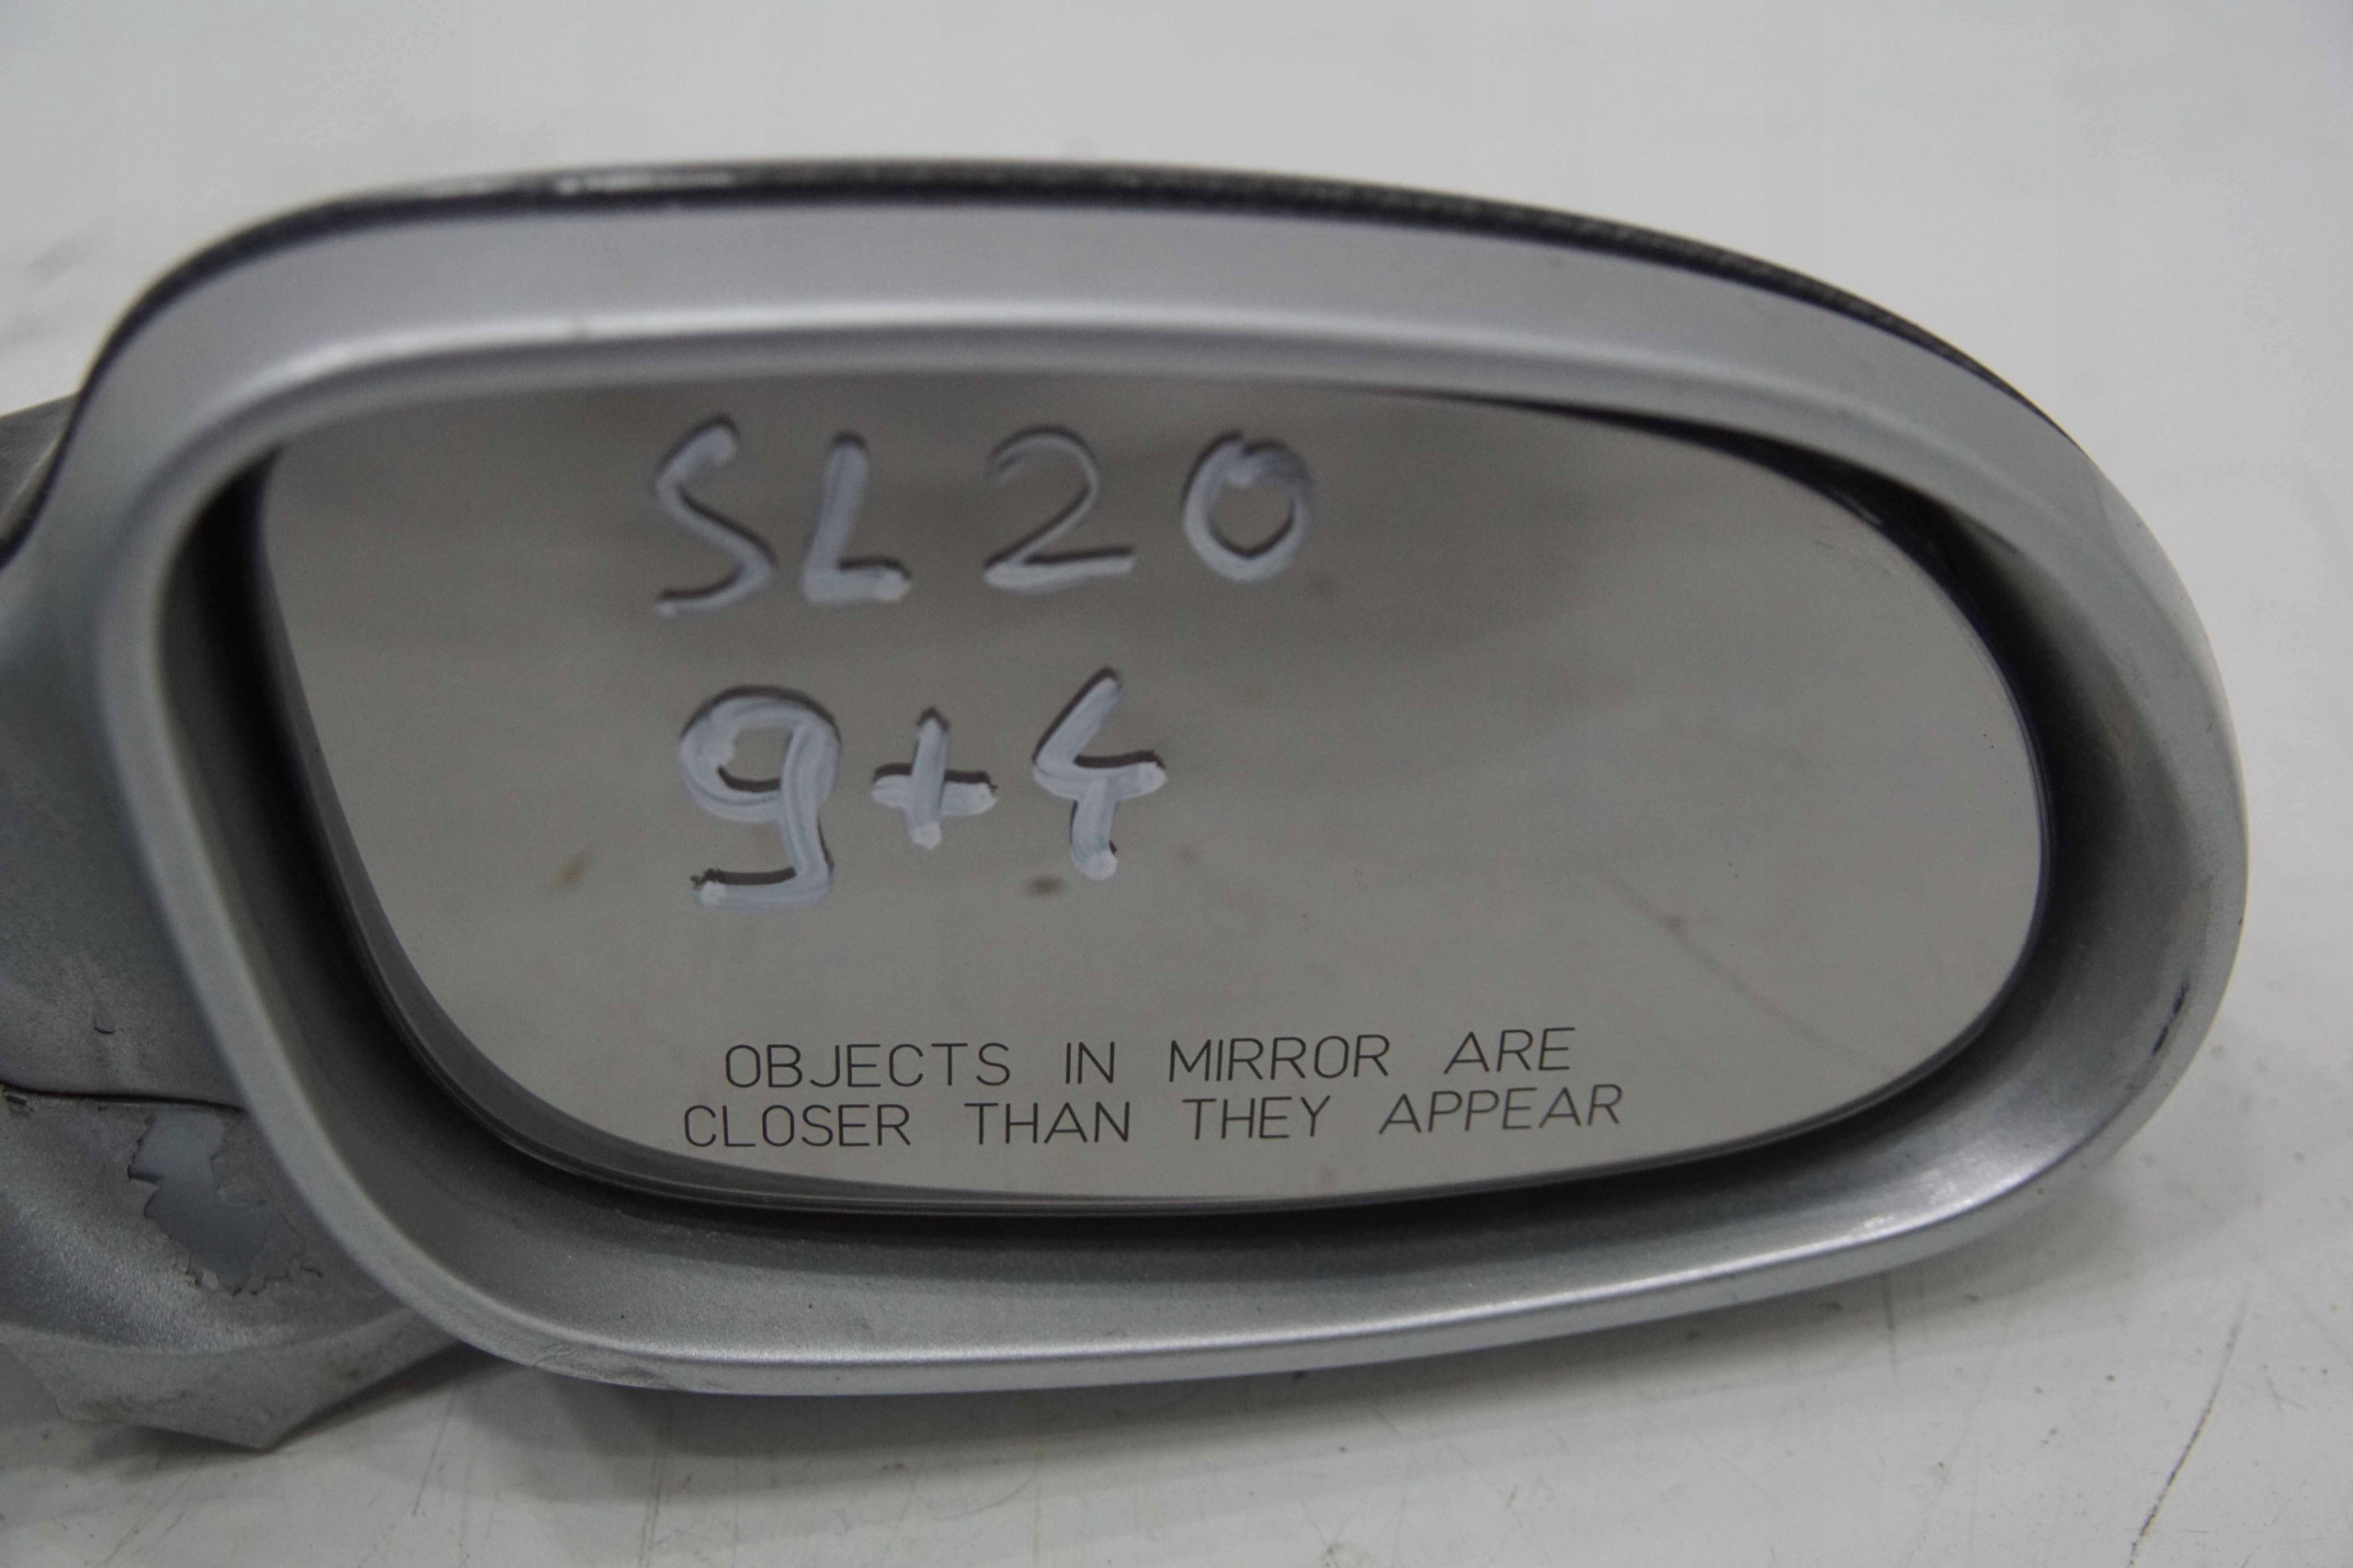 SL20
9+4
OBJECTS IN MIRROR ARE
CLOSER THAN THEY APPEAR